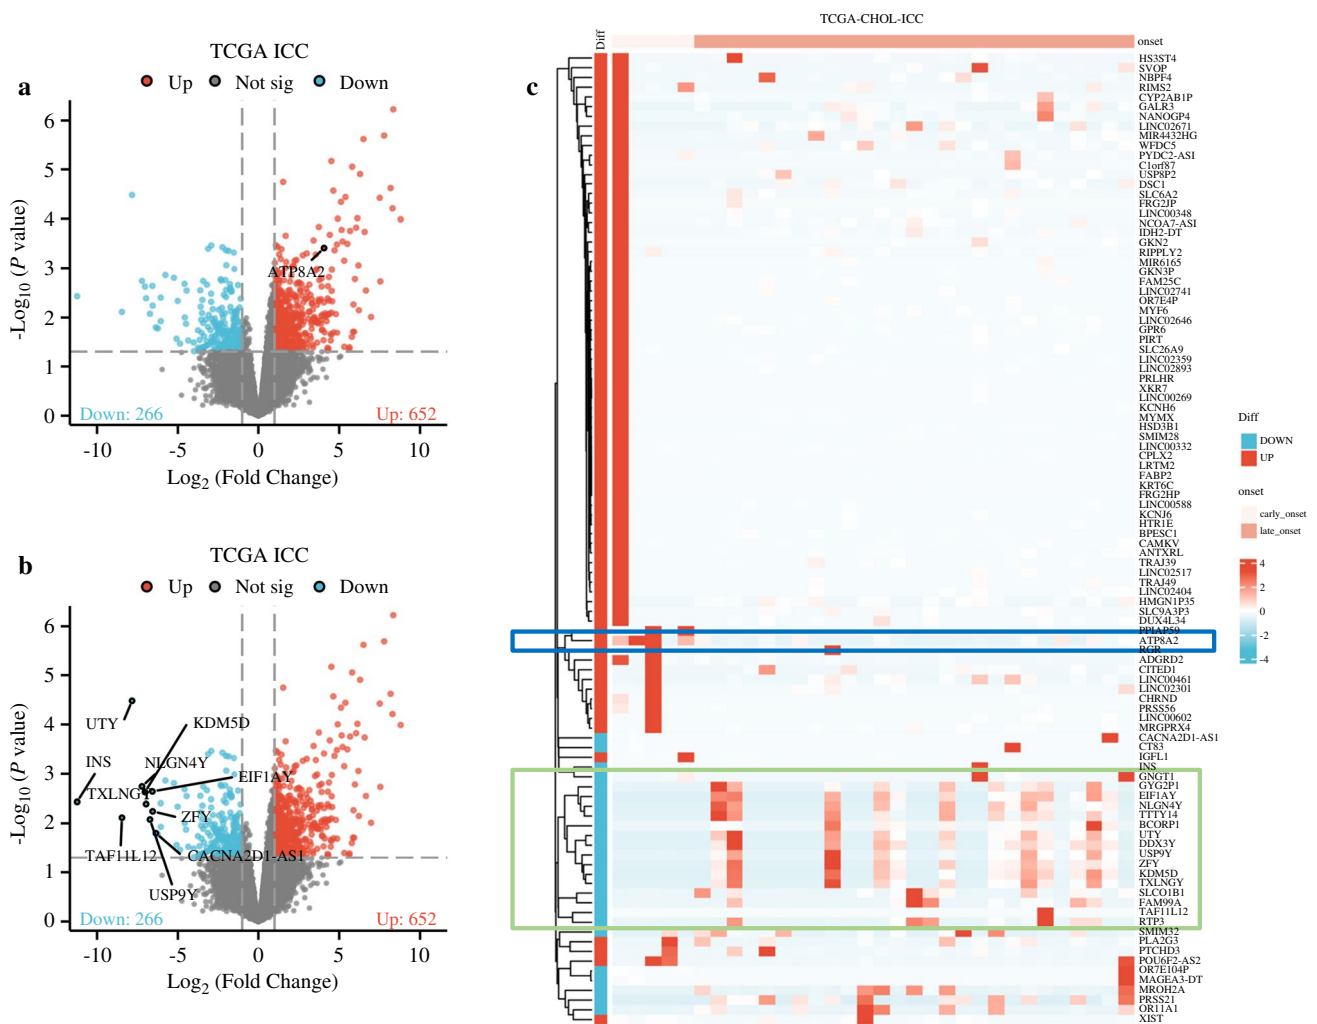 a
TCGA ICC
Up
Not sig
Down
-Log10 (P value)
6
5
4
3
2
1
0
ATP8A2
Down: 266
Up: 652
-10
-5
0
5
10
Log2 (Fold Change)
b
TCGA ICC
Up
Not sig
Down
-Log10 (P value)
6
5
4
3
2
1
0
UTY
KDM5D
INS
NLGN4Y
EIF1AY
TXLNGY
ZFY
TAF11L12
CACNA2D1-AS1
USP9Y
Down: 266
Up: 652
-10
-5
0
5
10
Log2 (Fold Change)
c
TCGA-CHOL-ICC
Diff
onset
HS3ST4
SVOP
NBPF4
RIMS2
CYP2AB1P
GALR3
NANOGP4
LINC02671
MIR4432HG
WFDC5
PYDC2-ASI
C1orf87
USP8P2
DSC1
SLC6A2
FRG2JP
LINC00348
NCOA7-ASI
IDH2-DT
GKN2
RIPPLY2
MIR6165
GKN3P
FAM25C
LINC02741
OR7E4P
MYF6
LINC02646
GPR6
PIRT
SLC26A9
LINC02359
LINC02893
PRLHR
XKR7
LINC00269
KCNH6
MYMX
HSD3B1
SMIM28
LINC00332
CPLX2
LRTM2
FABP2
KRT6C
FRG2HP
LINC00588
KCNJ6
HTR1E
BPESC1
CAMKV
ANTXRL
TRAJ39
LINC02517
TRAJ49
LINC02404
HMGN1P35
SLC9A3P3
DUX4L34
PPIAP59
ATP8A2
RGR
ADGRD2
CITED1
LINC00461
LINC02301
CHRND
PRSS56
LINC00602
MRGPRX4
CACNA2D1-AS1
CT83
IGFL1
INS
GNGT1
GYG2P1
EIF1AY
NLGN4Y
TTTY14
BCORP1
UTY
DDX3Y
USP9Y
ZFY
KDM5D
TXLNGY
SLCO1B1
FAM99A
TAF11L12
RTP3
SMIM32
PLA2G3
PTCHD3
POU6F2-AS2
OR7E104P
MAGEA3-DT
MROH2A
PRSS21
OR11A1
XIST
Diff
DOWN
UP
onset
early_onset
late_onset
4
2
0
-2
-4